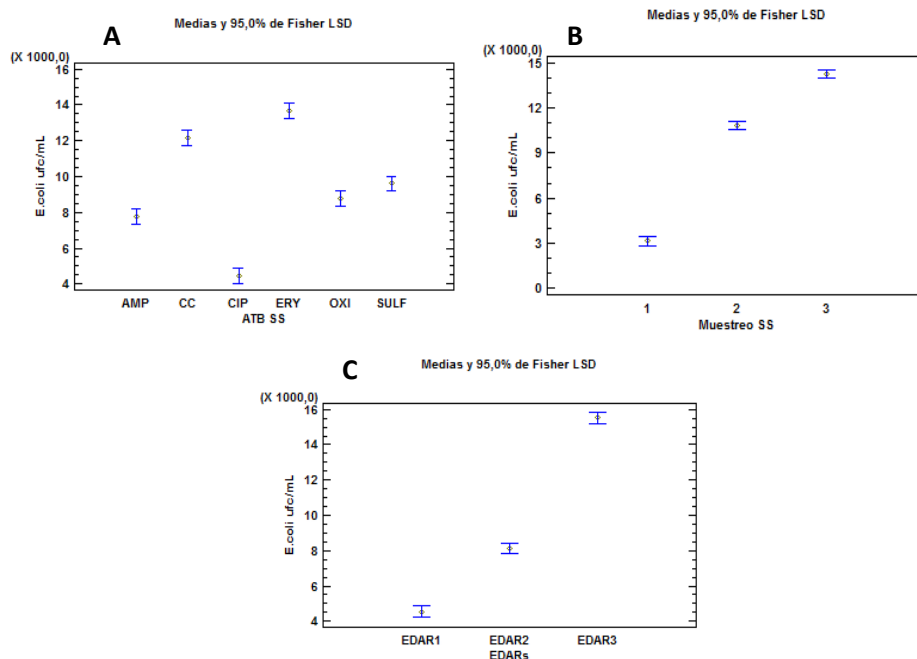 A
Medias y 95,0% de Fisher LSD
(X 1000,0)
16
14
12
10
8
6
4
E.coli ufc/mL
AMP CC CIP ERY OXI SULF
ATB SS
B
Medias y 95,0% de Fisher LSD
(X 1000,0)
15
12
9
6
3
0
E.coli ufc/mL
1 2 3
Muestreo SS
C
Medias y 95,0% de Fisher LSD
(X 1000,0)
16
14
12
10
8
6
4
E.coli ufc/mL
EDAR1 EDAR2 EDAR3
EDARs